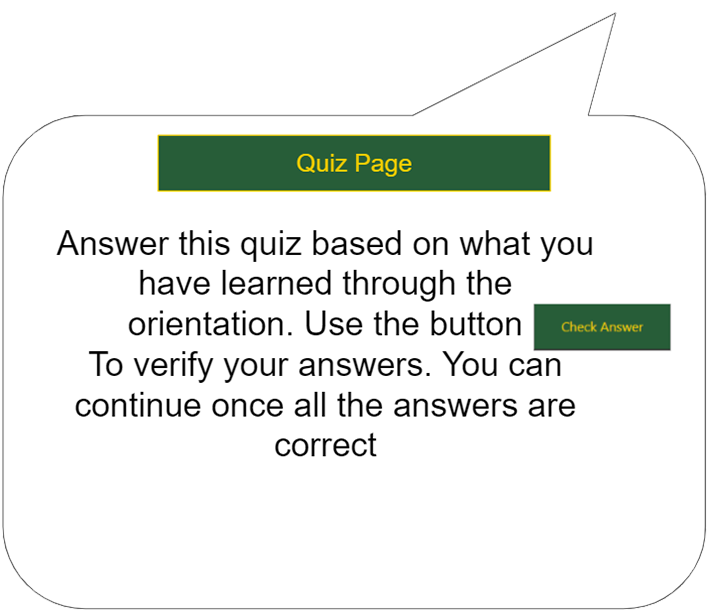 Quiz Page
Answer this quiz based on what you
have learned through the
orientation. Use the button
Check Answer
To verify your answers. You can
continue once all the answers are
correct